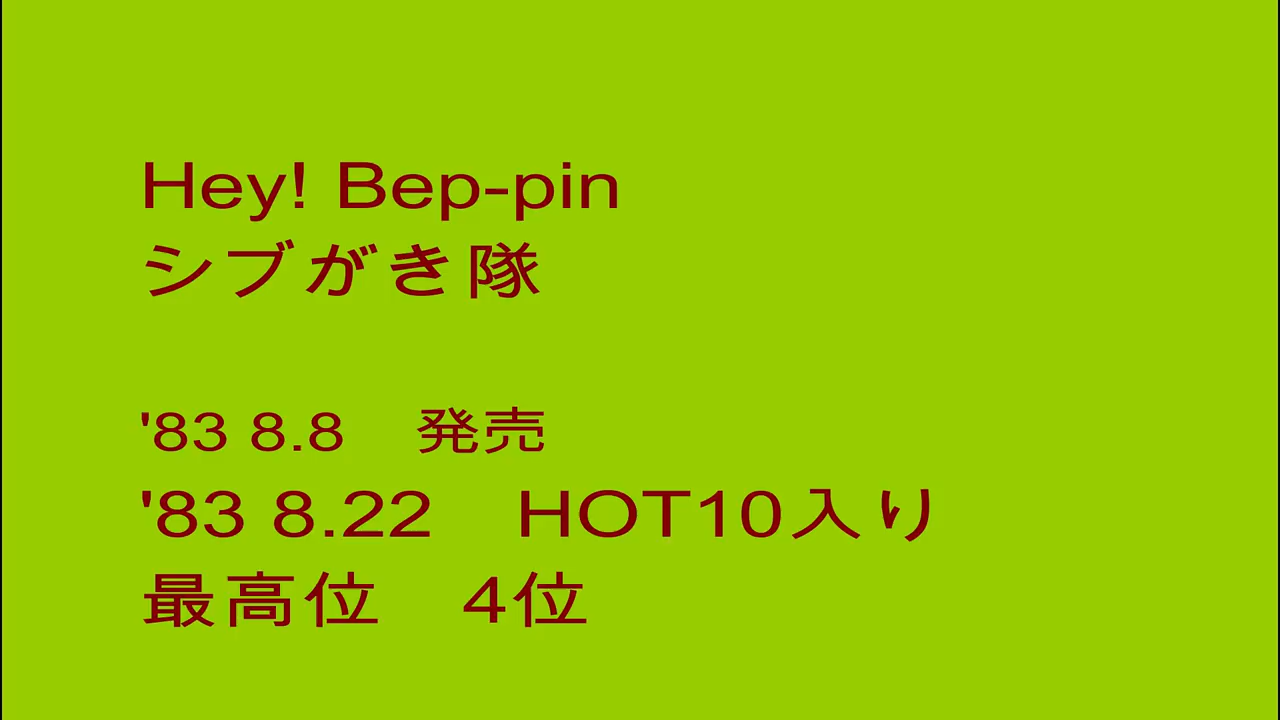 Hey! Bep-pin
シブがき隊
'83 8.8　発売
'83 8.22　HOT10入り
最高位　4位